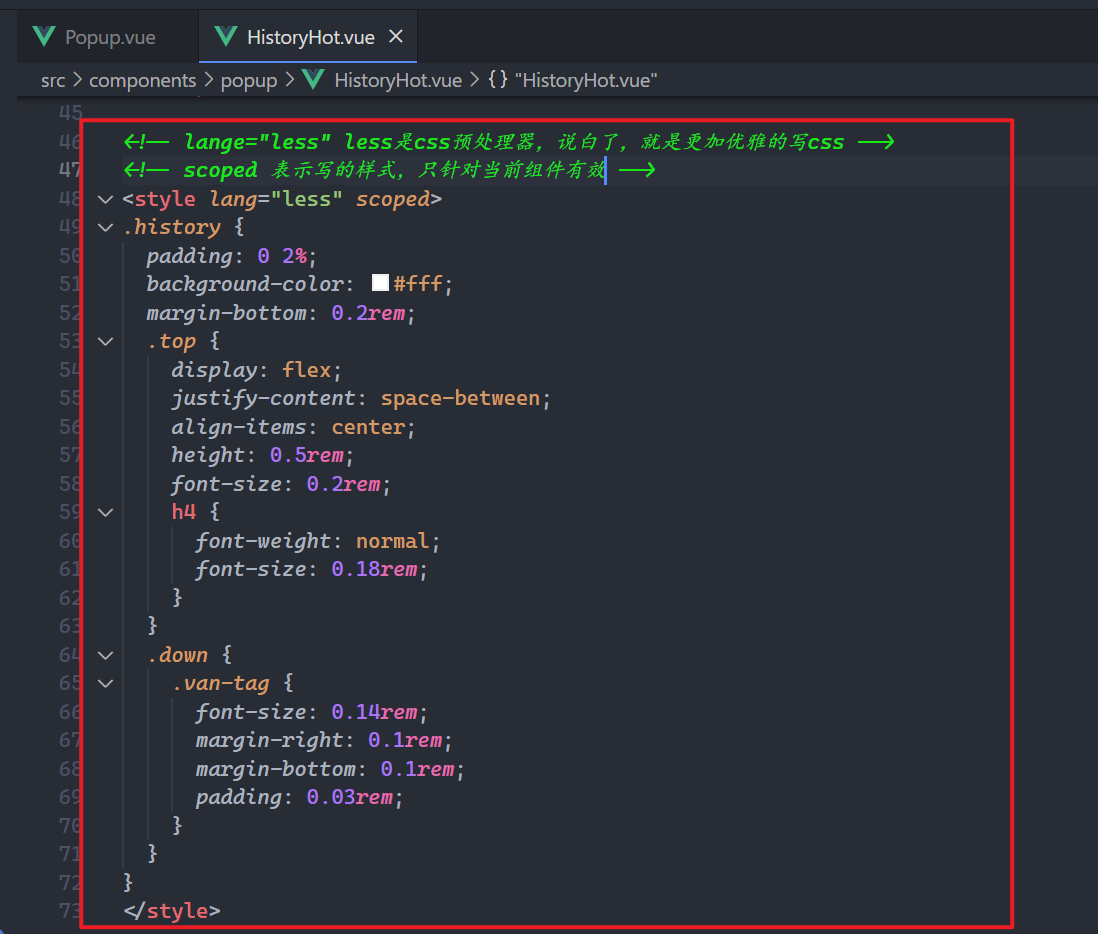 Popup.vue HistoryHot.vue ×
src > components > popup > HistoryHot.vue > {} "HistoryHot.vue"
45
46 <!-- lange="less" less是css预处理器，说白了，就是更加优雅的写css -->
47 <!-- scoped 表示写的样式，只针对当前组件有效 -->
48 <style lang="less" scoped>
49 .history {
50 padding: 0 2%;
51 background-color: #fff;
52 margin-bottom: 0.2rem;
53 .top {
54 display: flex;
55 justify-content: space-between;
56 align-items: center;
57 height: 0.5rem;
58 font-size: 0.2rem;
59 h4 {
60 font-weight: normal;
61 font-size: 0.18rem;
62 }
63 }
64 .down {
65 .van-tag {
66 font-size: 0.14rem;
67 margin-right: 0.1rem;
68 margin-bottom: 0.1rem;
69 padding: 0.03rem;
70 }
71 }
72 }
73 </style>